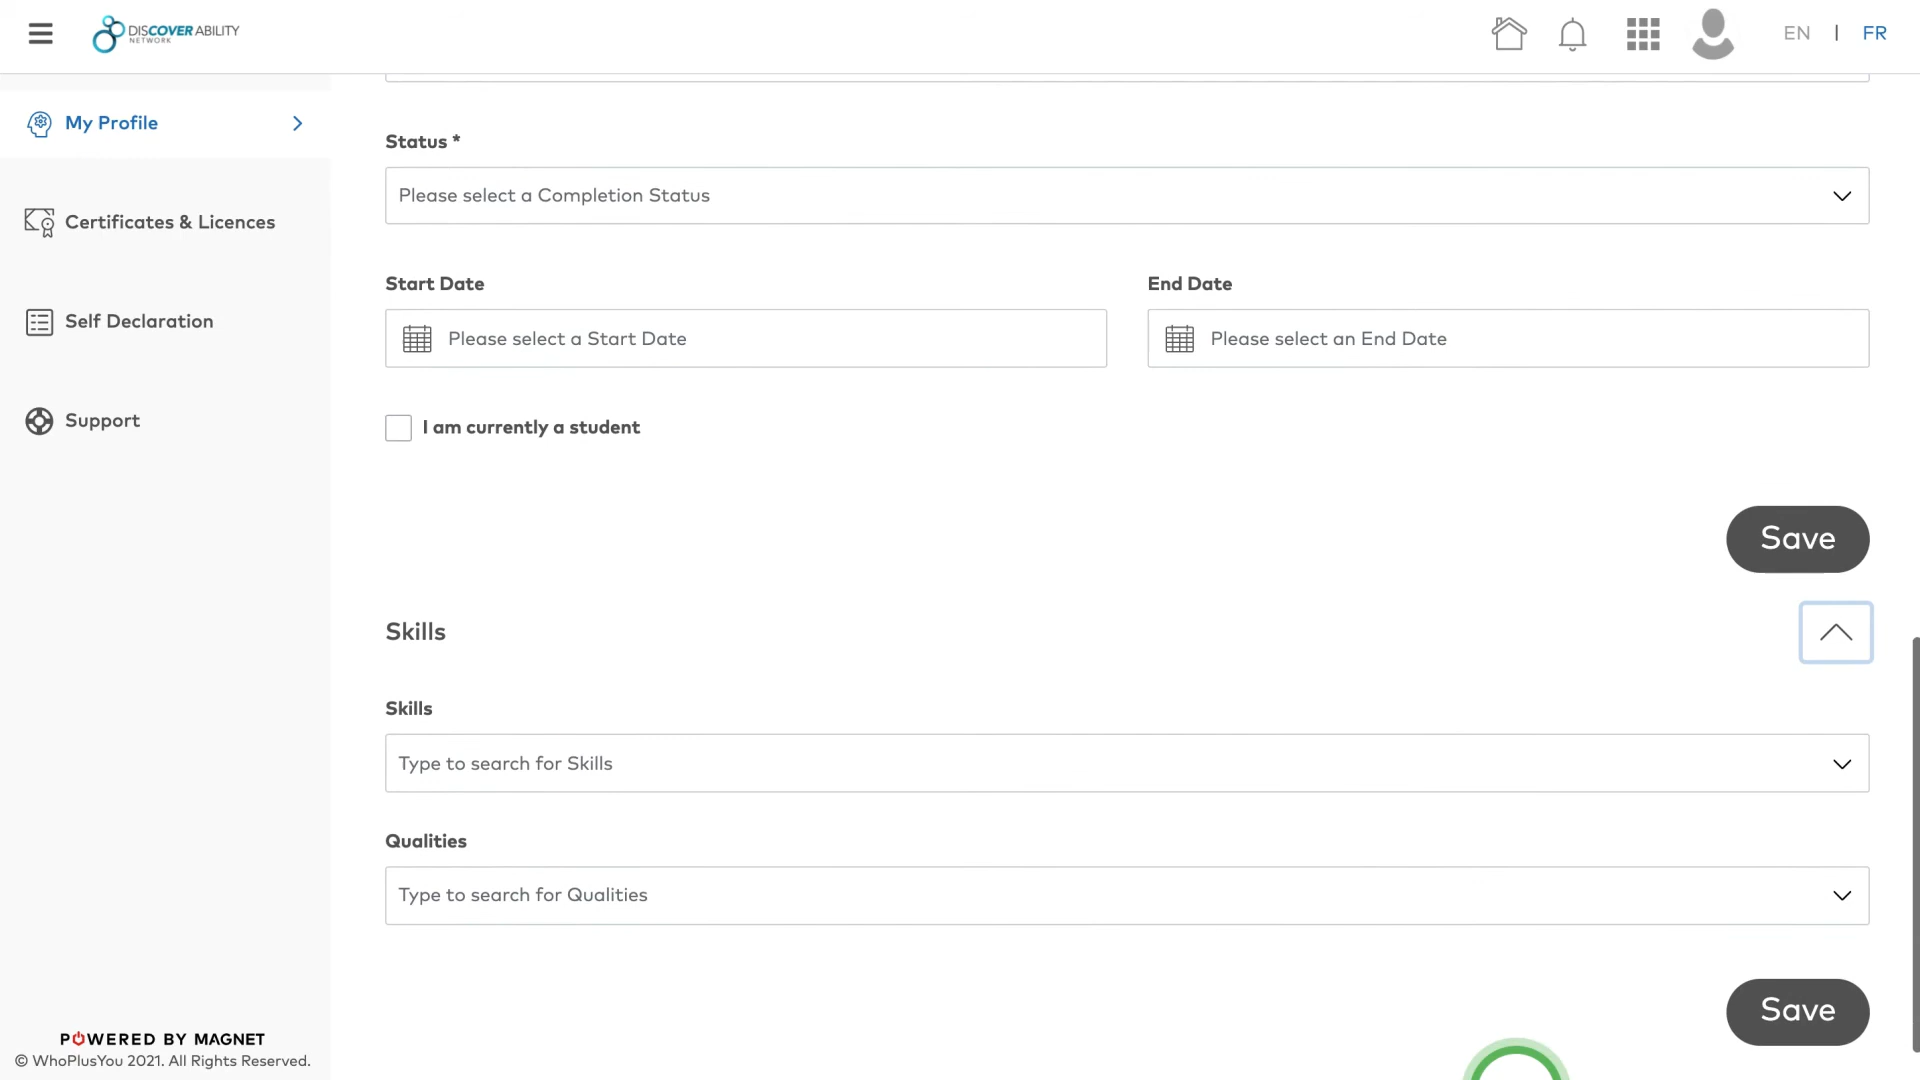 DISCOVER ABILITY
NETWORK
EN | FR
My Profile
Certificates & Licences
Self Declaration
Support
Status *
Please select a Completion Status
Start Date
End Date
Please select a Start Date
Please select an End Date
I am currently a student
Save
Skills
Skills
Type to search for Skills
Qualities
Type to search for Qualities
Save
POWERED BY MAGNET
© WhoPlusYou 2021. All Rights Reserved.